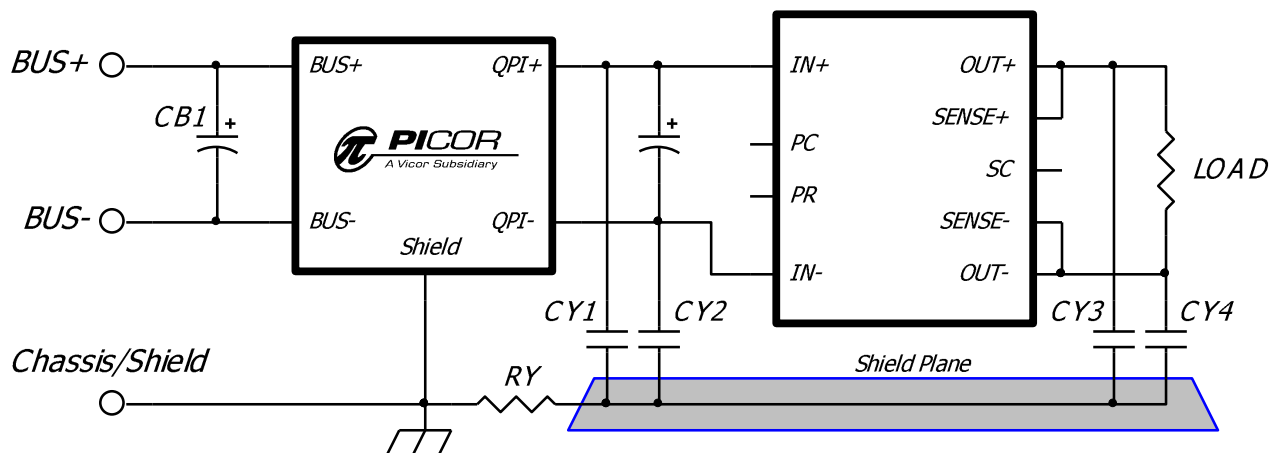 BUS+
BUS-
CB1
+
Chassis/Shield
BUS+
QPI+
π PICOR
A Vicor Subsidiary
BUS-
QPI-
Shield
+
CY1
CY2
RY
IN+
OUT+
SENSE+
PC
SC
PR
SENSE-
IN-
OUT-
LOAD
CY3
CY4
Shield Plane